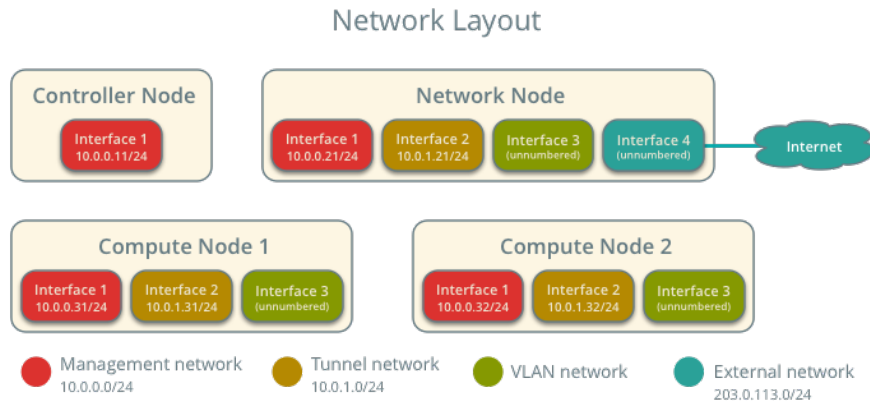 Network Layout
Controller Node
Interface 1
10.0.0.11/24
Network Node
Interface 1
10.0.0.21/24
Interface 2
10.0.1.21/24
Interface 3
(unnumbered)
Interface 4
(unnumbered)
Internet
Compute Node 1
Interface 1
10.0.0.31/24
Interface 2
10.0.1.31/24
Interface 3
(unnumbered)
Compute Node 2
Interface 1
10.0.0.32/24
Interface 2
10.0.1.32/24
Interface 3
(unnumbered)
Management network
10.0.0.0/24
Tunnel network
10.0.1.0/24
VLAN network
External network
203.0.113.0/24